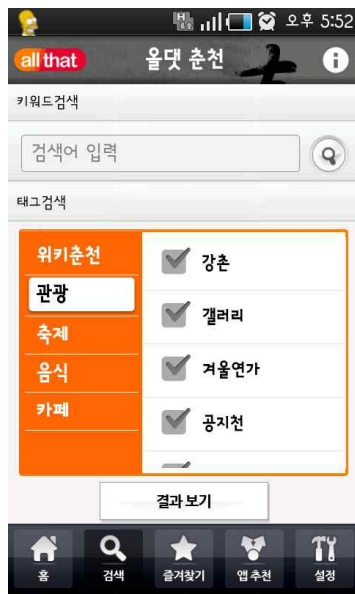 오후 5:52
all that 올댓 춘천
키워드검색
검색어 입력
태그검색
위키춘천
관광
축제
음식
카페
강촌
갤러리
겨울연가
공지천
결과 보기
홈 검색 즐겨찾기 앱 추천 설정